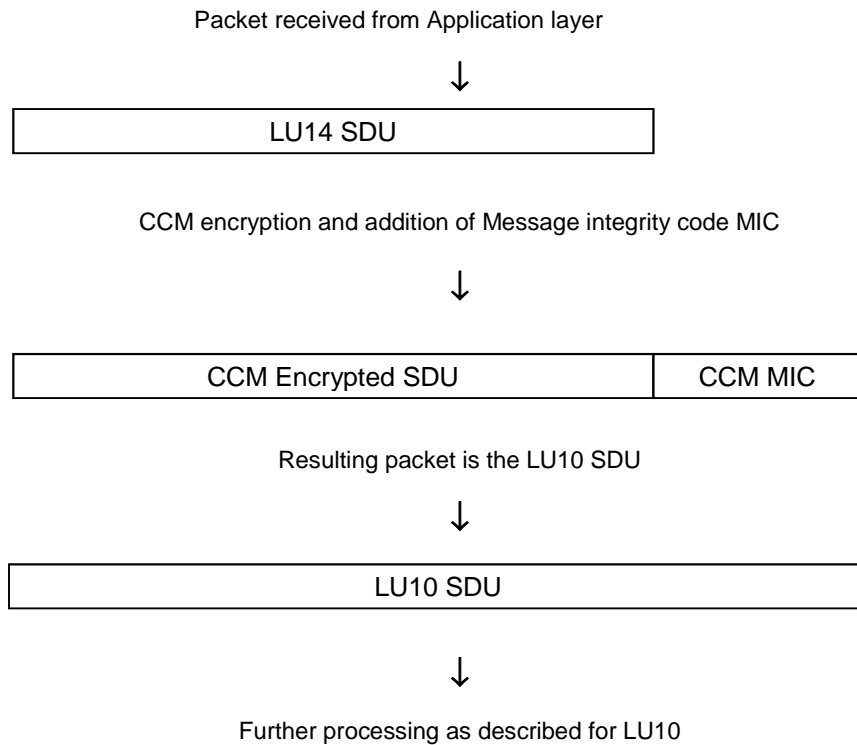 Packet received from Application layer
LU14 SDU
CCM encryption and addition of Message integrity code MIC
CCM Encrypted SDU CCM MIC
Resulting packet is the LU10 SDU
LU10 SDU
Further processing as described for LU10